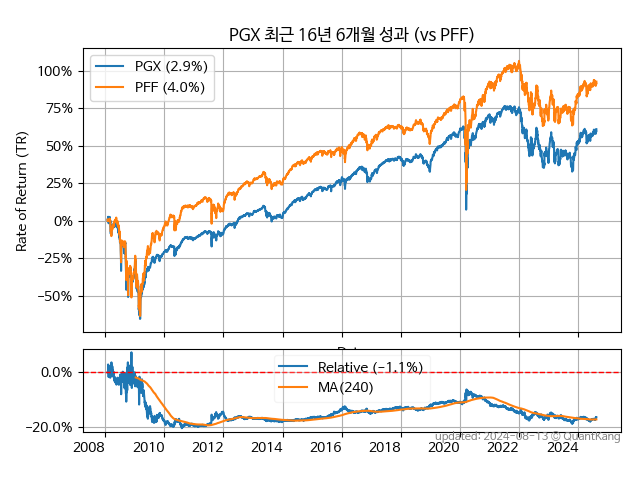 PGX 최근 16년 6개월 성과 (vs PFF)
PGX (2.9%)
PFF (4.0%)
100%
75%
50%
25%
0%
−25%
−50%
Rate of Return (TR)
Relative (−1.1%)
MA(240)
0.0%
−20.0%
2008 2010 2012 2014 2016 2018 2020 2022 2024
updated: 2024-08-13 © QuantKang